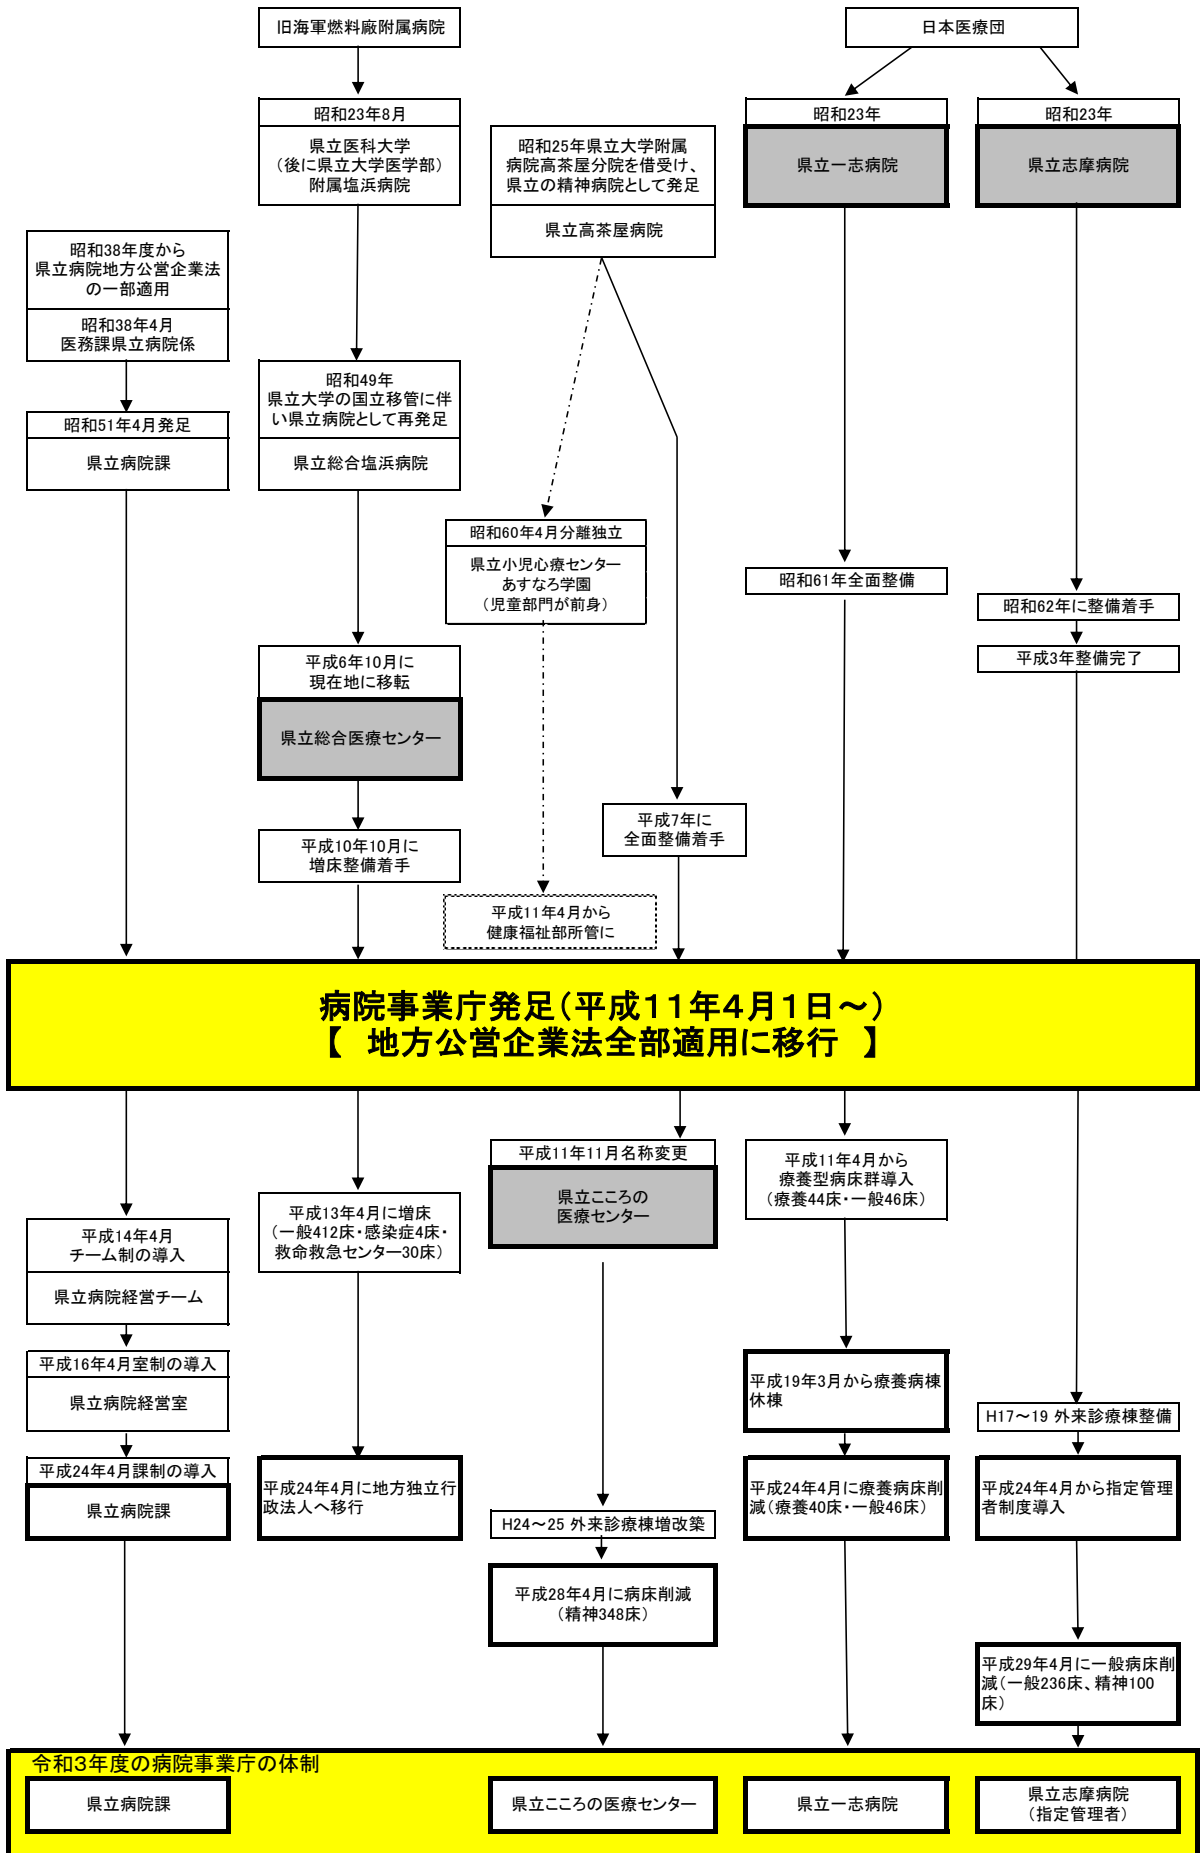 旧海軍燃料廠附属病院
日本医療団
昭和23年8月
県立医科大学
(後に県立大学医学部)
附属塩浜病院
昭和25年県立大学附属
病院高茶屋分院を借受け、
県立の精神病院として発足
県立高茶屋病院
昭和23年
県立一志病院
昭和23年
県立志摩病院
昭和38年度から
県立病院地方公営企業法
の一部適用
昭和38年4月
医務課県立病院係
昭和51年4月発足
県立病院課
昭和49年
県立大学の国立移管に伴
い県立病院として再発足
県立総合塩浜病院
昭和60年4月分離独立
県立小児心療センター
あすなろ学園
(児童部門が前身)
昭和61年全面整備
昭和62年に整備着手
平成3年整備完了
平成6年10月に
現在地に移転
県立総合医療センター
平成7年に
全面整備着手
平成10年10月に
増床整備着手
平成11年4月から
健康福祉部所管に
病院事業庁発足(平成11年4月1日~)
【 地方公営企業法全部適用に移行 】
平成11年11月名称変更
県立こころの
医療センター
平成11年4月から
療養型病床群導入
(療養44床・一般46床)
平成13年4月に増床
(一般412床・感染症4床・
救命救急センター30床)
平成14年4月
チーム制の導入
県立病院経営チーム
平成16年4月室制の導入
県立病院経営室
平成19年3月から療養病棟
休棟
H17~19 外来診療棟整備
平成24年4月課制の導入
県立病院課
平成24年4月に地方独立行
政法人へ移行
H24~25 外来診療棟増改築
平成24年4月に療養病床削
減(療養40床・一般46床)
平成24年4月から指定管理
者制度導入
平成28年4月に病床削減
(精神348床)
平成29年4月に一般病床削
減(一般236床、精神100
床)
令和3年度の病院事業庁の体制
県立病院課
県立こころの医療センター
県立一志病院
県立志摩病院
(指定管理者)